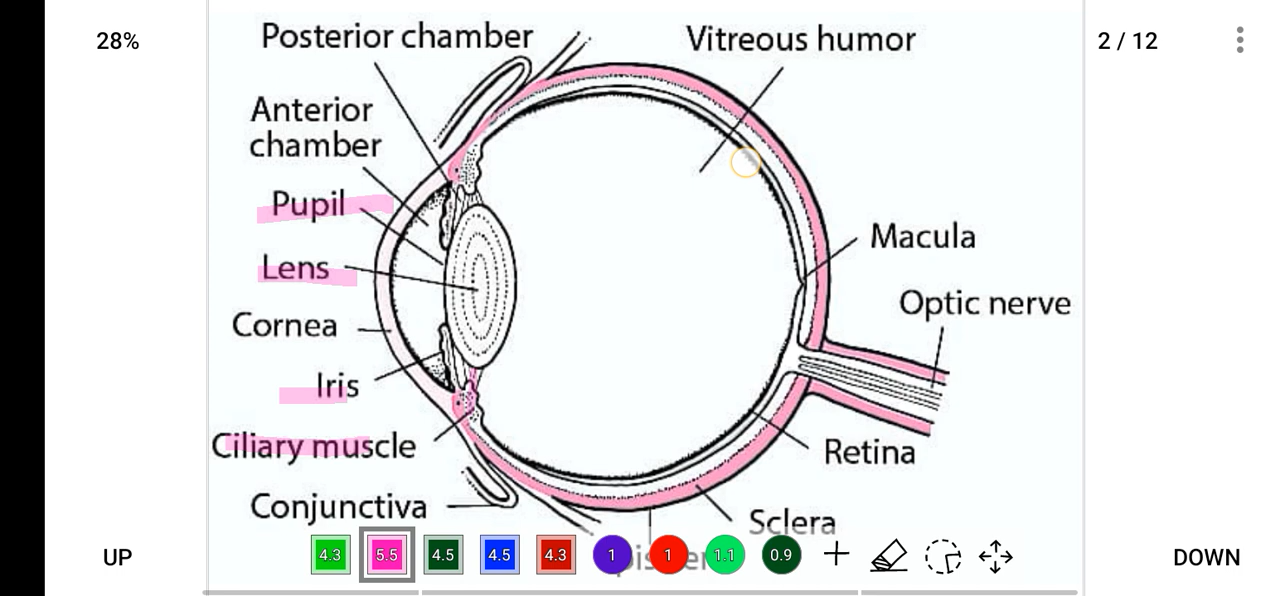 28%
Posterior chamber
Vitreous humor
2 / 12
Anterior
chamber
Pupil
Macula
Lens
Optic nerve
Cornea
Iris
Ciliary muscle
Retina
Conjunctiva
Sclera
UP
4.3 5.5 4.5 4.5 4.3 1 1 1.1 0.9
DOWN